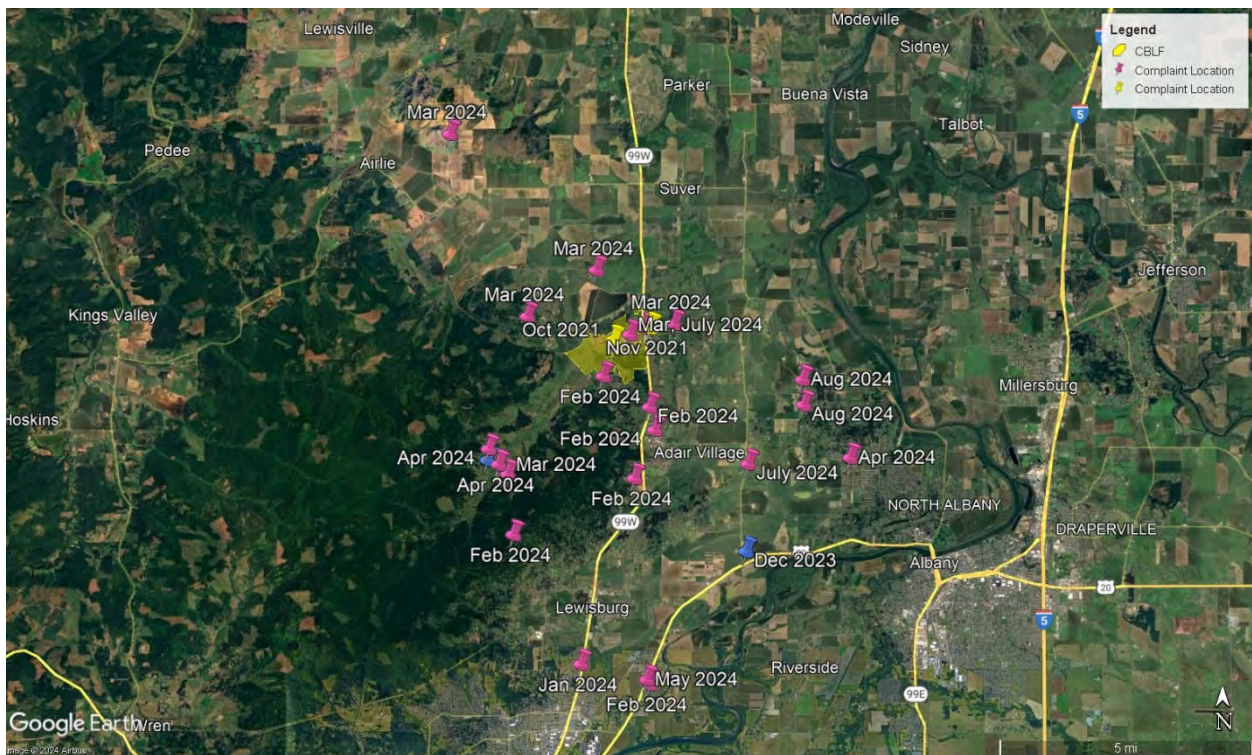 Modeville
Lewisville
Sidney
Legend
CBLF
Complaint Location
Complaint Location
Parker
Buena Vista
5
Mar 2024
Talbot
Pedee
Airlie
99W
Suver
Mar 2024
Jefferson
Mar 2024
Mar 2024
Kings Valley
Oct 2021
Mar, July 2024
Nov 2021
Aug 2024
Millersburg
Feb 2024
Aug 2024
Hoskins
Feb 2024
Feb 2024
Adair Village
Apr 2024
Mar 2024
July 2024
Apr 2024
Apr 2024
Feb 2024
NORTH ALBANY
99W
DRAPERVILLE
Feb 2024
Dec 2023
Albany
20
Lewisburg
5
Riverside
Jan 2024
May 2024
Feb 2024
99E
Google Earth
Wren
N
Image © 2024 Airbus
5 mi